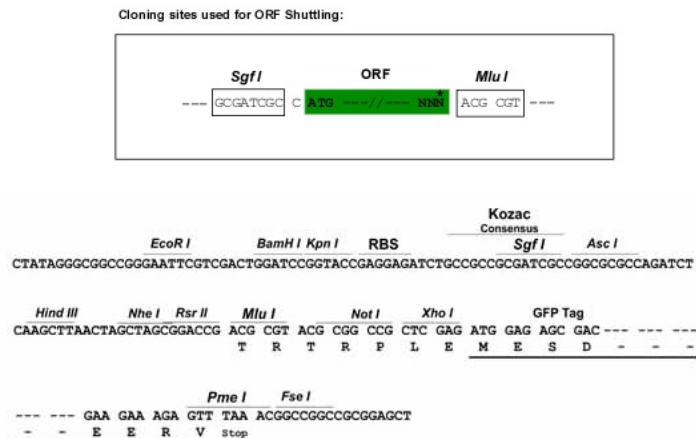 Cloning sites used for ORF Shuttling:
Sgf I ORF Mlu I
--- GCGATCGC C ATG ---//--- NNN* ACG CGT ---
Kozac
Consensus
EcoR I BamH I Kpn I RBS Sgf I Asc I
CTATAGGGCGGCCGGGAATTCGTCGACTGGATCCGGTACCGAGGAGATCTGCCGCCGCGATCGCCGGCGCGCCAGATCT
Hind III Nhe I Rsr II Mlu I Not I Xho I GFP Tag
CAAGCTTAACTAGCTAGCGGACCG ACG CGT ACG CGG CCG CTC GAG ATG GAG AGC GAC--- --- ---
T R T R P L E M E S D - - -
Pme I Fse I
--- --- GAA GAA AGA GTT TAA ACGGCCGGCCGCGGAGCT
- - E E R V Stop